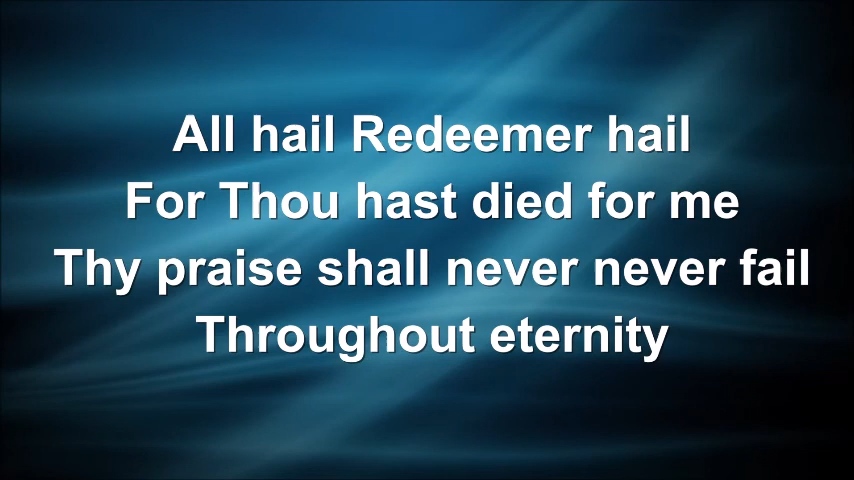 All hail Redeemer hail
For Thou hast died for me
Thy praise shall never never fail
Throughout eternity